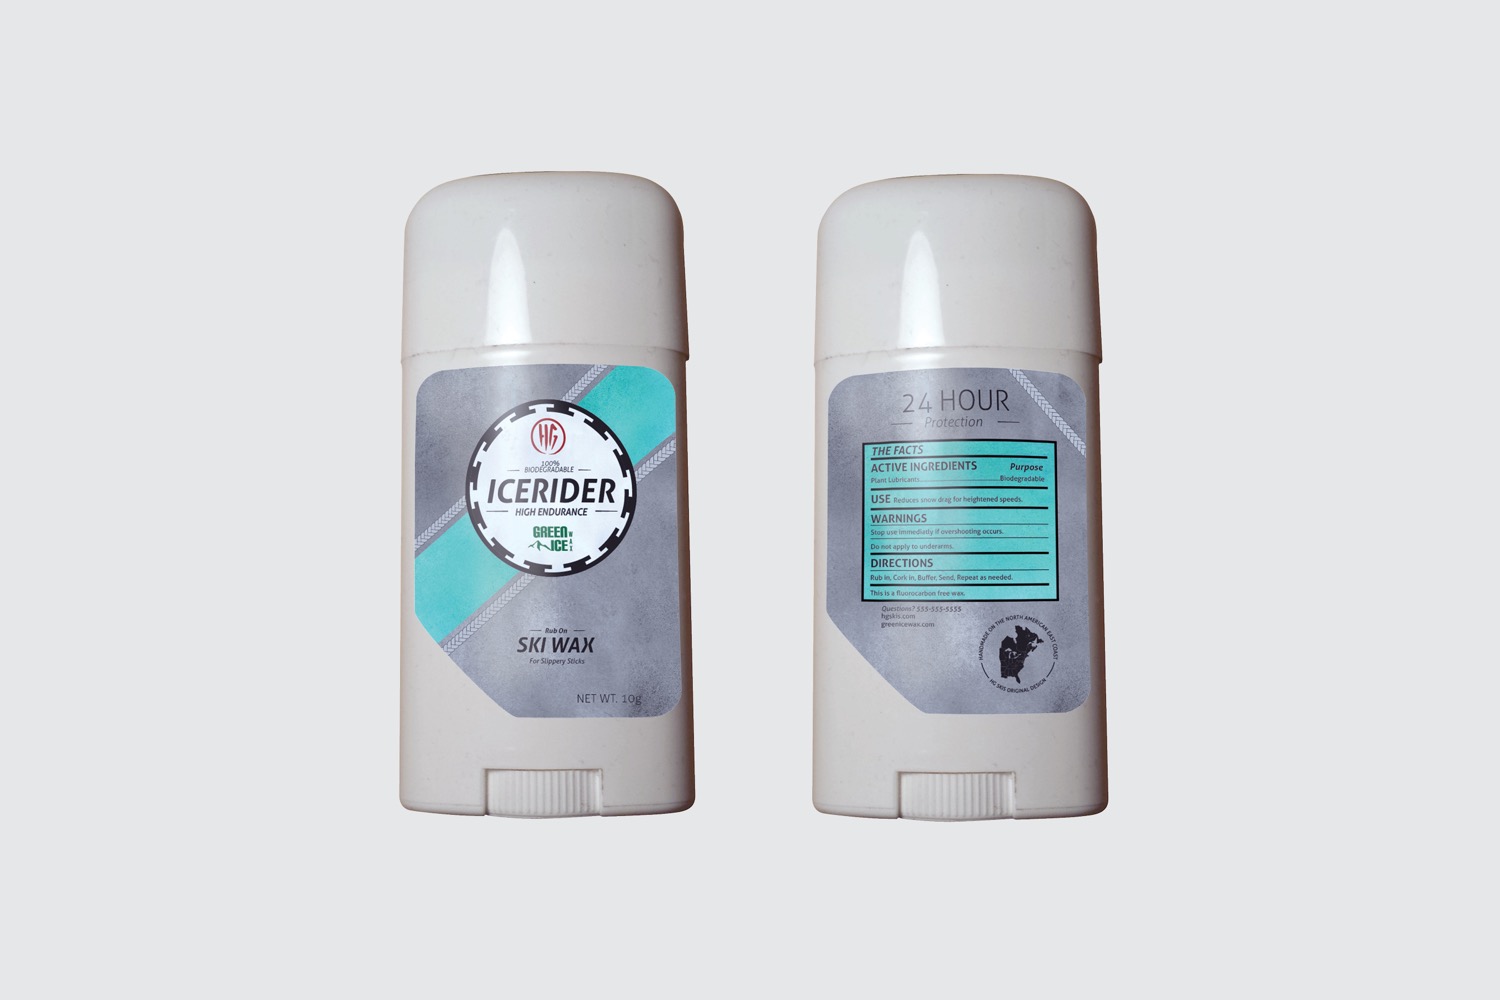 HG
100%
BIODEGRADABLE
ICERIDER
HIGH ENDURANCE
GREEN
ICE
WAX
Rub On
SKI WAX
For Slippery Sticks
NET WT. 10g
24 HOUR
Protection
THE FACTS
ACTIVE INGREDIENTS Purpose
Plant Lubricants Biodegradable
USE Reduces snow drag for heightened speeds.
WARNINGS
Stop use immediatly if overshooting occurs.
Do not apply to underarms.
DIRECTIONS
Rub in, Cork in, Buffer, Send, Repeat as needed.
This is a fluorocarbon free wax.
Questions? 555-555-5555
hgskis.com
greenicewax.com
HANDMADE ON THE NORTH AMERICAN EAST COAST
HG SKIS ORIGINAL DESIGN